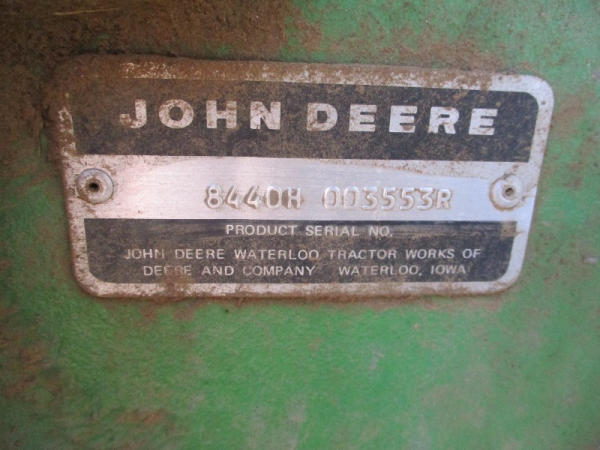 JOHN DEERE
8440H 003553R
PRODUCT SERIAL NO.
JOHN DEERE WATERLOO TRACTOR WORKS OF
DEERE AND COMPANY WATERLOO, IOWA